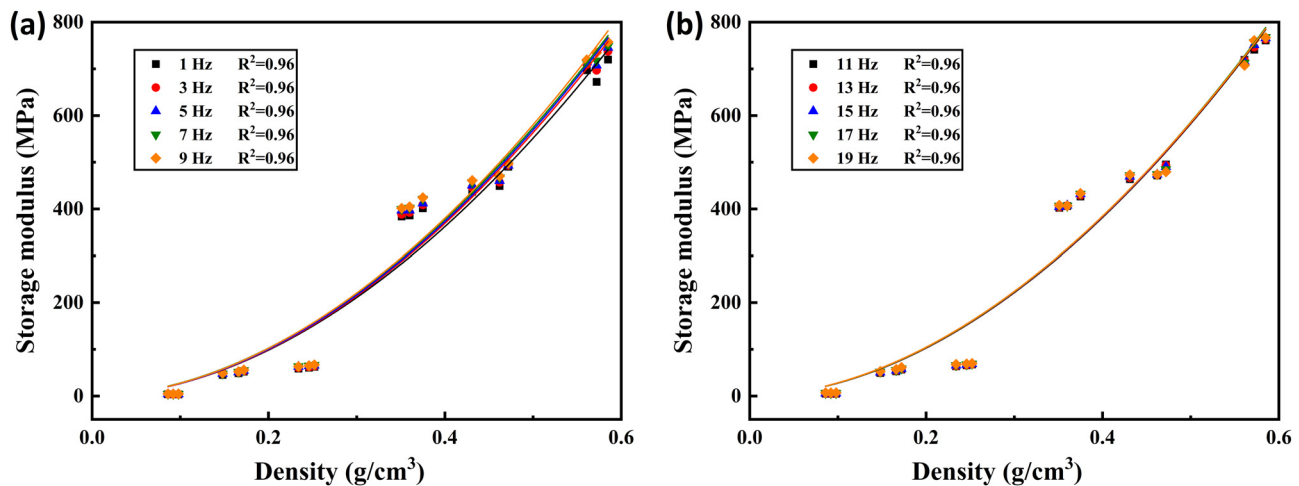 (a)
800
600
400
200
0
Storage modulus (MPa)
1 Hz R²=0.96
3 Hz R²=0.96
5 Hz R²=0.96
7 Hz R²=0.96
9 Hz R²=0.96
0.0 0.2 0.4 0.6
Density (g/cm³)
(b)
800
600
400
200
0
Storage modulus (MPa)
11 Hz R²=0.96
13 Hz R²=0.96
15 Hz R²=0.96
17 Hz R²=0.96
19 Hz R²=0.96
0.0 0.2 0.4 0.6
Density (g/cm³)